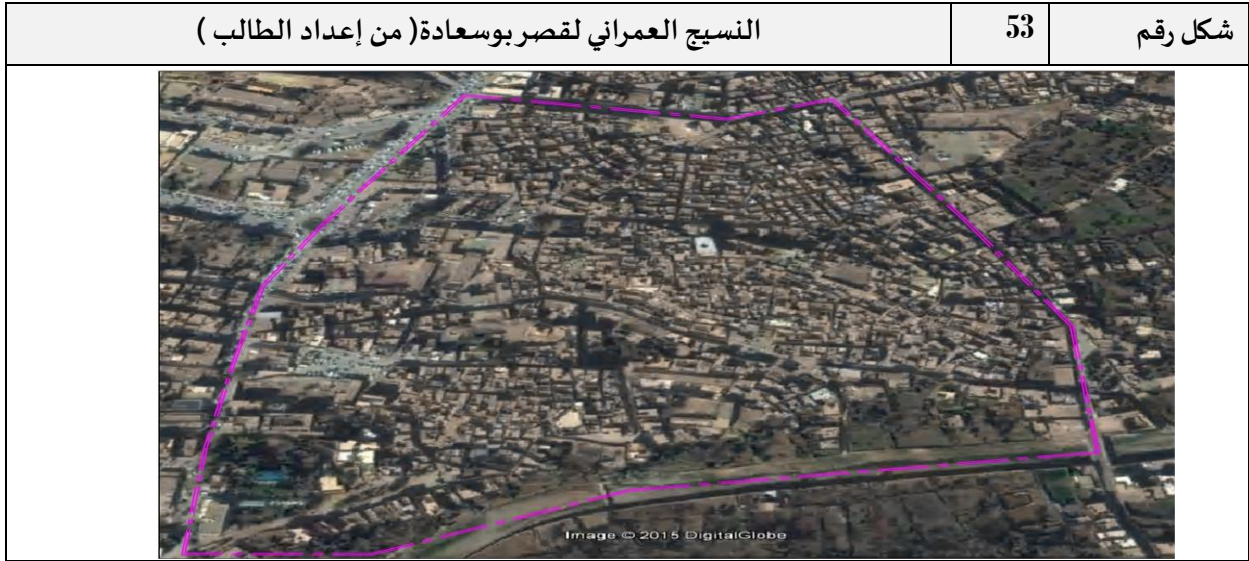 شكل رقم 53 النسيج العمراني لقصر بوسعادة( من إعداد الطالب )
Image © 2015 DigitalGlobe